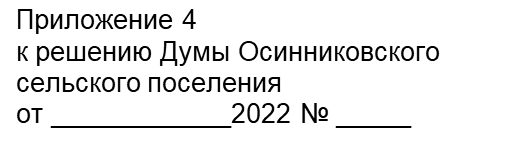 Приложение 4
к решению Думы Осинниковского
сельского поселения
от ____________2022 № _____